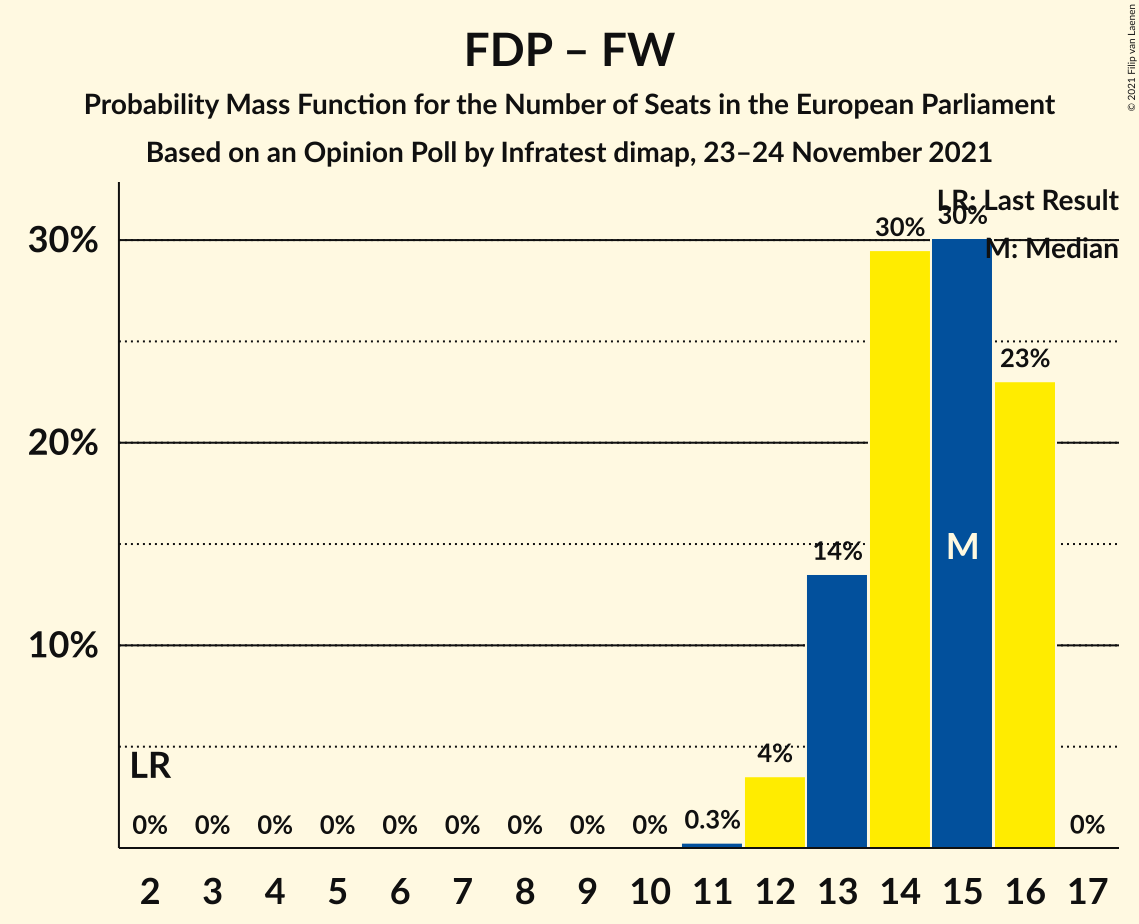 FDP – FW
Probability Mass Function for the Number of Seats in the European Parliament
Based on an Opinion Poll by Infratest dimap, 23–24 November 2021
© 2021 Filip van Laenen
LR: Last Result
M: Median
30%
20%
10%
LR
0% 0% 0% 0% 0% 0% 0% 0% 0% 0.3% 4% 14% 30% 30% 23% 0%
M
2 3 4 5 6 7 8 9 10 11 12 13 14 15 16 17